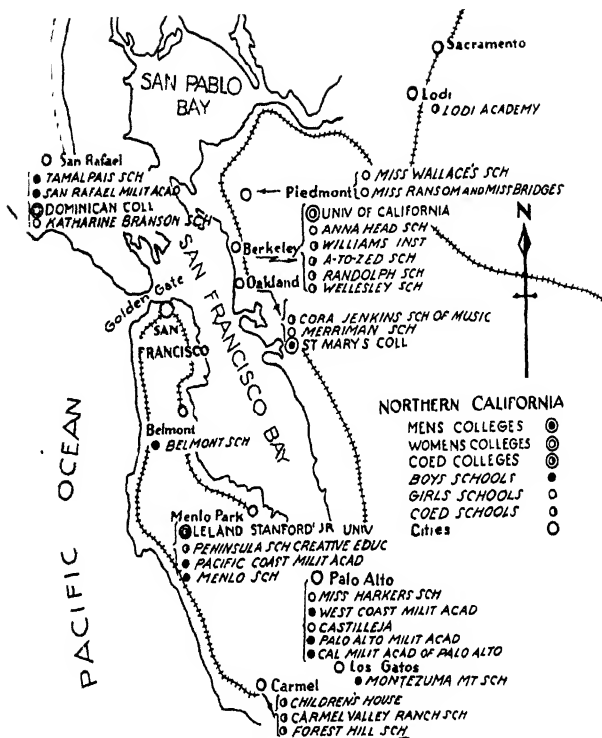 Sacramento
SAN PABLO
BAY
Lodi
LODI ACADEMY
San Rafael
TAMALPAIS SCH
SAN RAFAEL MILIT ACAD
DOMINICAN COLL
KATHARINE BRANSON SCH
Piedmont
MISS WALLACE'S SCH
MISS RANSOM AND MISS BRIDGES
Berkeley
UNIV OF CALIFORNIA
ANNA HEAD SCH
WILLIAMS INST
A-TO-ZED SCH
RANDOLPH SCH
WELLESLEY SCH
N
Oakland
CORA JENKINS SCH OF MUSIC
MERRIMAN SCH
ST MARY'S COLL
Golden Gate
SAN
FRANCISCO
SAN FRANCISCO BAY
PACIFIC OCEAN
Belmont
BELMONT SCH
NORTHERN CALIFORNIA
MENS COLLEGES
WOMENS COLLEGES
COED COLLEGES
BOYS SCHOOLS
GIRLS SCHOOLS
COED SCHOOLS
Cities
Menlo Park
LELAND STANFORD JR UNIV
PENINSULA SCH CREATIVE EDUC
PACIFIC COAST MILIT ACAD
MENLO SCH
Palo Alto
MISS HARKERS SCH
WEST COAST MILIT ACAD
CASTILLEJA
PALO ALTO MILIT ACAD
CAL MILIT ACAD OF PALO ALTO
Los Gatos
MONTEZUMA MT SCH
Carmel
CHILDREN'S HOUSE
CARMEL VALLEY RANCH SCH
FOREST HILL SCH